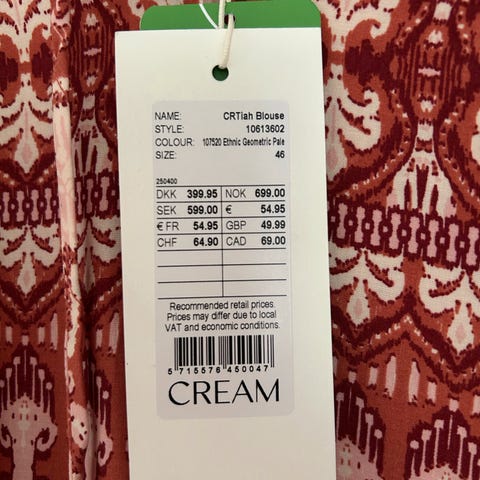 NAME: CRTiah Blouse
STYLE: 10613602
COLOUR: 107520 Ethnic Geometric Pale
SIZE: 46
250400
DKK 399.95 NOK 699.00
SEK 599.00 € 54.95
€ FR 54.95 GBP 49.99
CHF 64.90 CAD 69.00
Recommended retail prices.
Prices may differ due to local
VAT and economic conditions.
5 715576 450047
CREAM